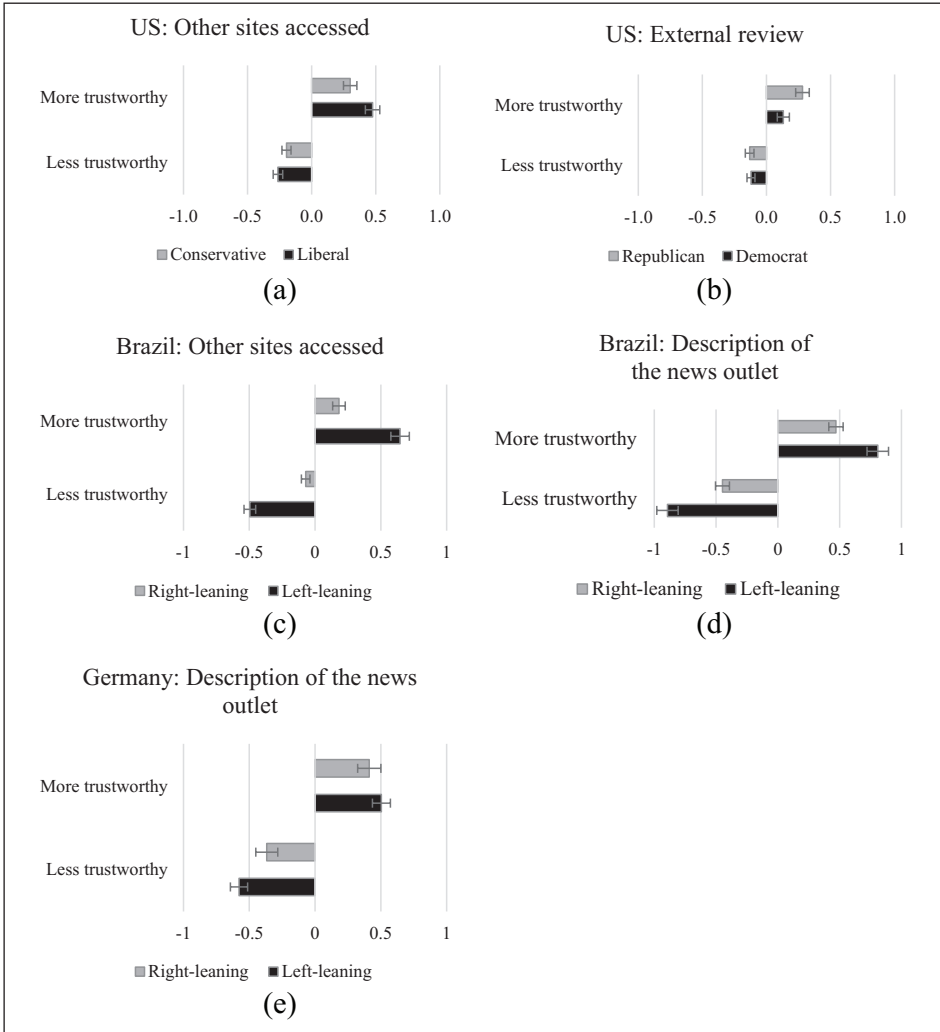 US: Other sites accessed
More trustworthy
Less trustworthy
-1.0 -0.5 0.0 0.5 1.0
Conservative Liberal
(a)
US: External review
More trustworthy
Less trustworthy
-1.0 -0.5 0.0 0.5 1.0
Republican Democrat
(b)
Brazil: Other sites accessed
More trustworthy
Less trustworthy
-1 -0.5 0 0.5 1
Right-leaning Left-leaning
(c)
Brazil: Description of
the news outlet
More trustworthy
Less trustworthy
-1 -0.5 0 0.5 1
Right-leaning Left-leaning
(d)
Germany: Description of the news
outlet
More trustworthy
Less trustworthy
-1 -0.5 0 0.5 1
Right-leaning Left-leaning
(e)